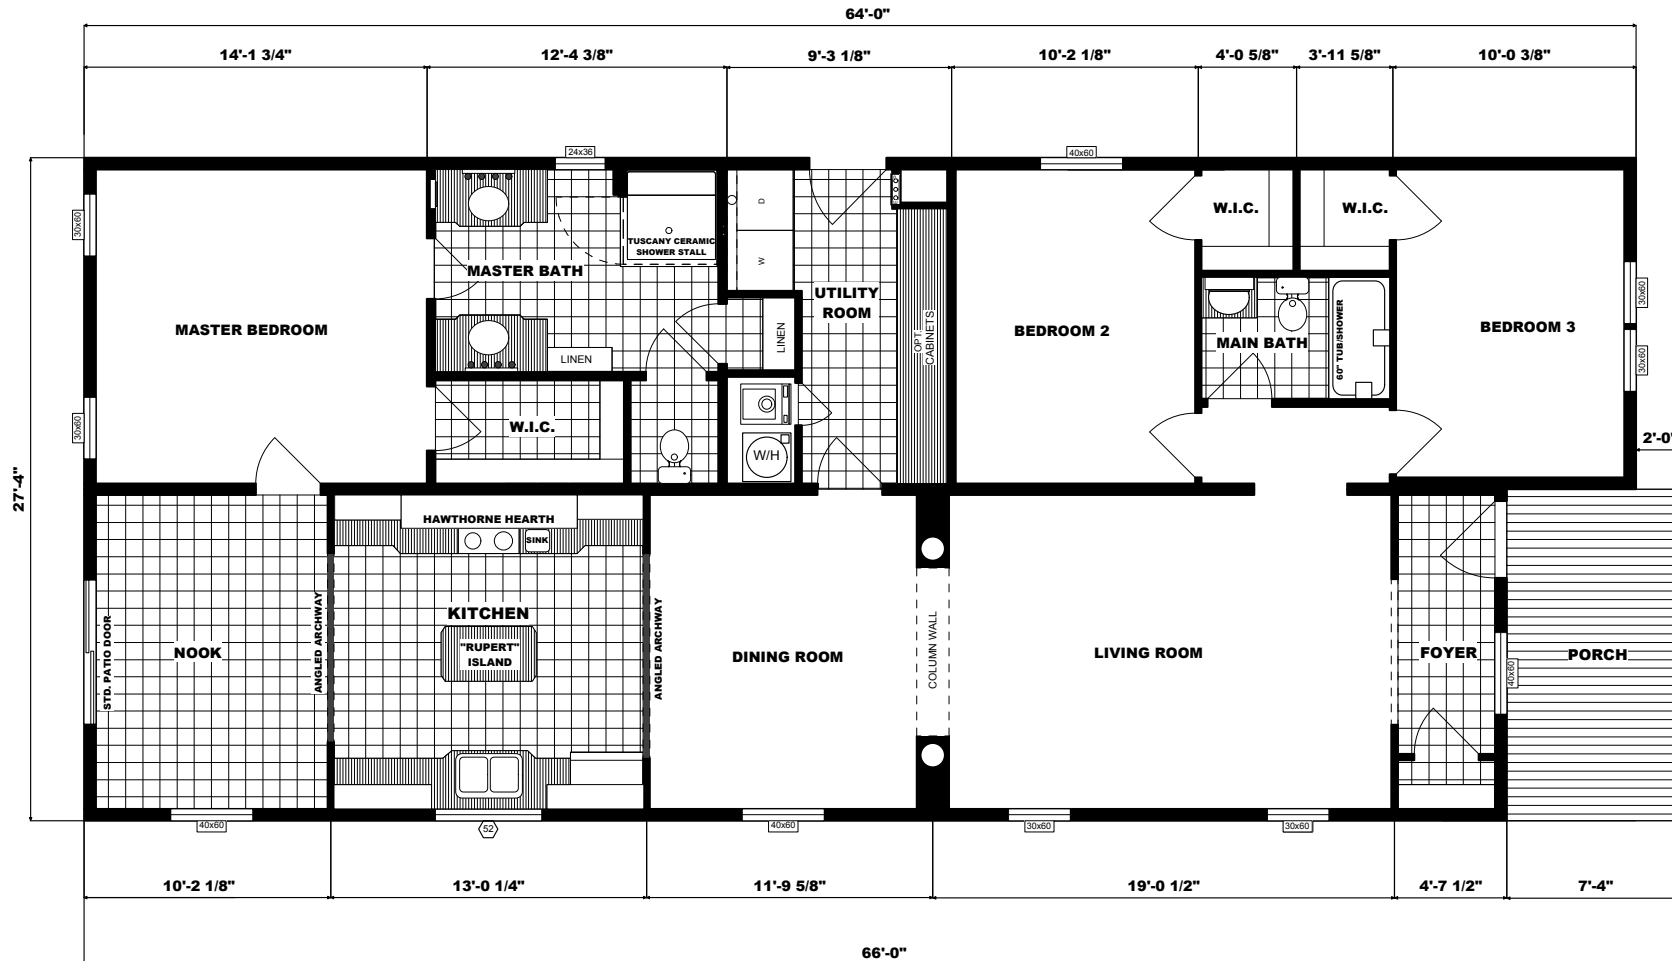 64'-0"
14'-1 3/4"
12'-4 3/8"
9'-3 1/8"
10'-2 1/8"
4'-0 5/8"
3'-11 5/8"
10'-0 3/8"
24x36
40x60
30x60
D
W
TUSCANY CERAMIC
SHOWER STALL
MASTER BATH
UTILITY
ROOM
W.I.C.
W.I.C.
30x60
MASTER BEDROOM
LINEN
LINEN
OPT.
CABINETS
BEDROOM 2
MAIN BATH
60" TUB/SHOWER
BEDROOM 3
30x60
30x60
W.I.C.
W/H
2'-0"
27'-4"
HAWTHORNE HEARTH
SINK
STD. PATIO DOOR
NOOK
ANGLED ARCHWAY
KITCHEN
"RUPERT"
ISLAND
ANGLED ARCHWAY
DINING ROOM
COLUMN WALL
LIVING ROOM
FOYER
40x60
PORCH
40x60
52
40x60
30x60
30x60
10'-2 1/8"
13'-0 1/4"
11'-9 5/8"
19'-0 1/2"
4'-7 1/2"
7'-4"
66'-0"